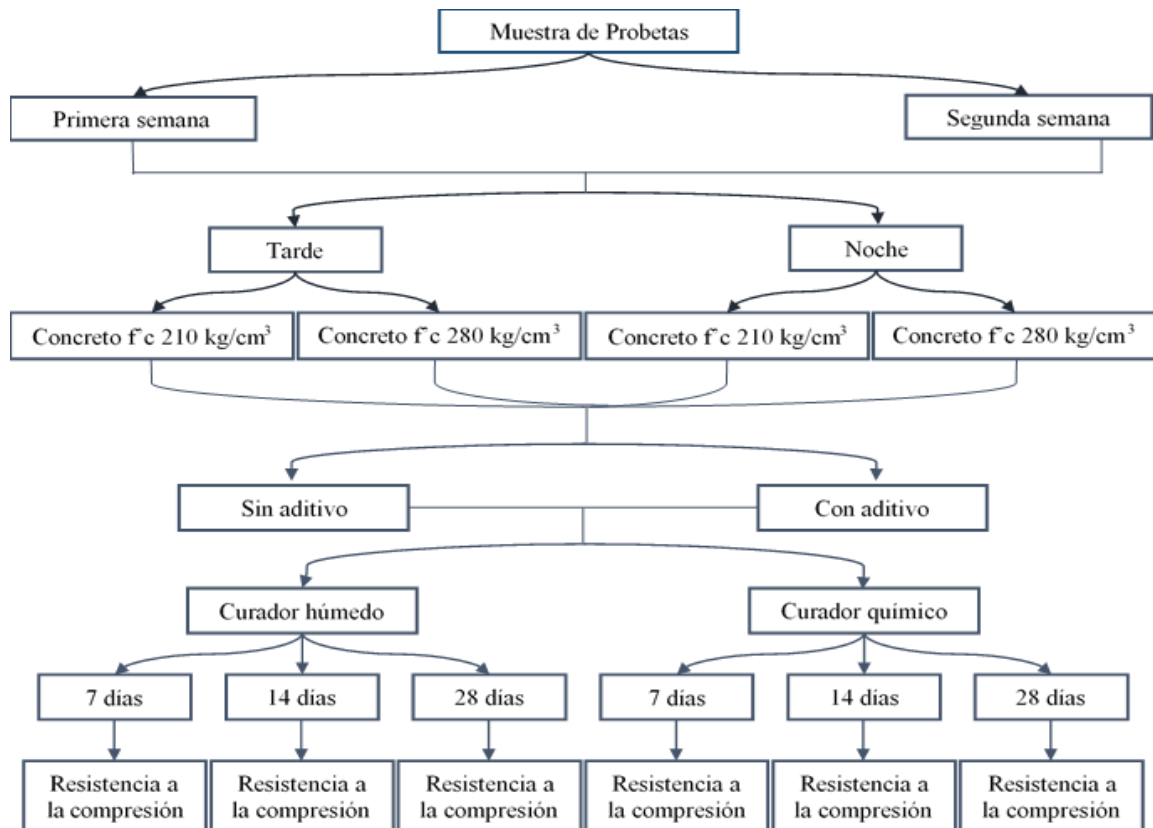 Muestra de Probetas
Primera semana
Segunda semana
Tarde
Noche
Concreto f´c 210 kg/cm³
Concreto f´c 280 kg/cm³
Concreto f´c 210 kg/cm³
Concreto f´c 280 kg/cm³
Sin aditivo
Con aditivo
Curador húmedo
Curador químico
7 días
14 días
28 días
7 días
14 días
28 días
Resistencia a
la compresión
Resistencia a
la compresión
Resistencia a
la compresión
Resistencia a
la compresión
Resistencia a
la compresión
Resistencia a
la compresión